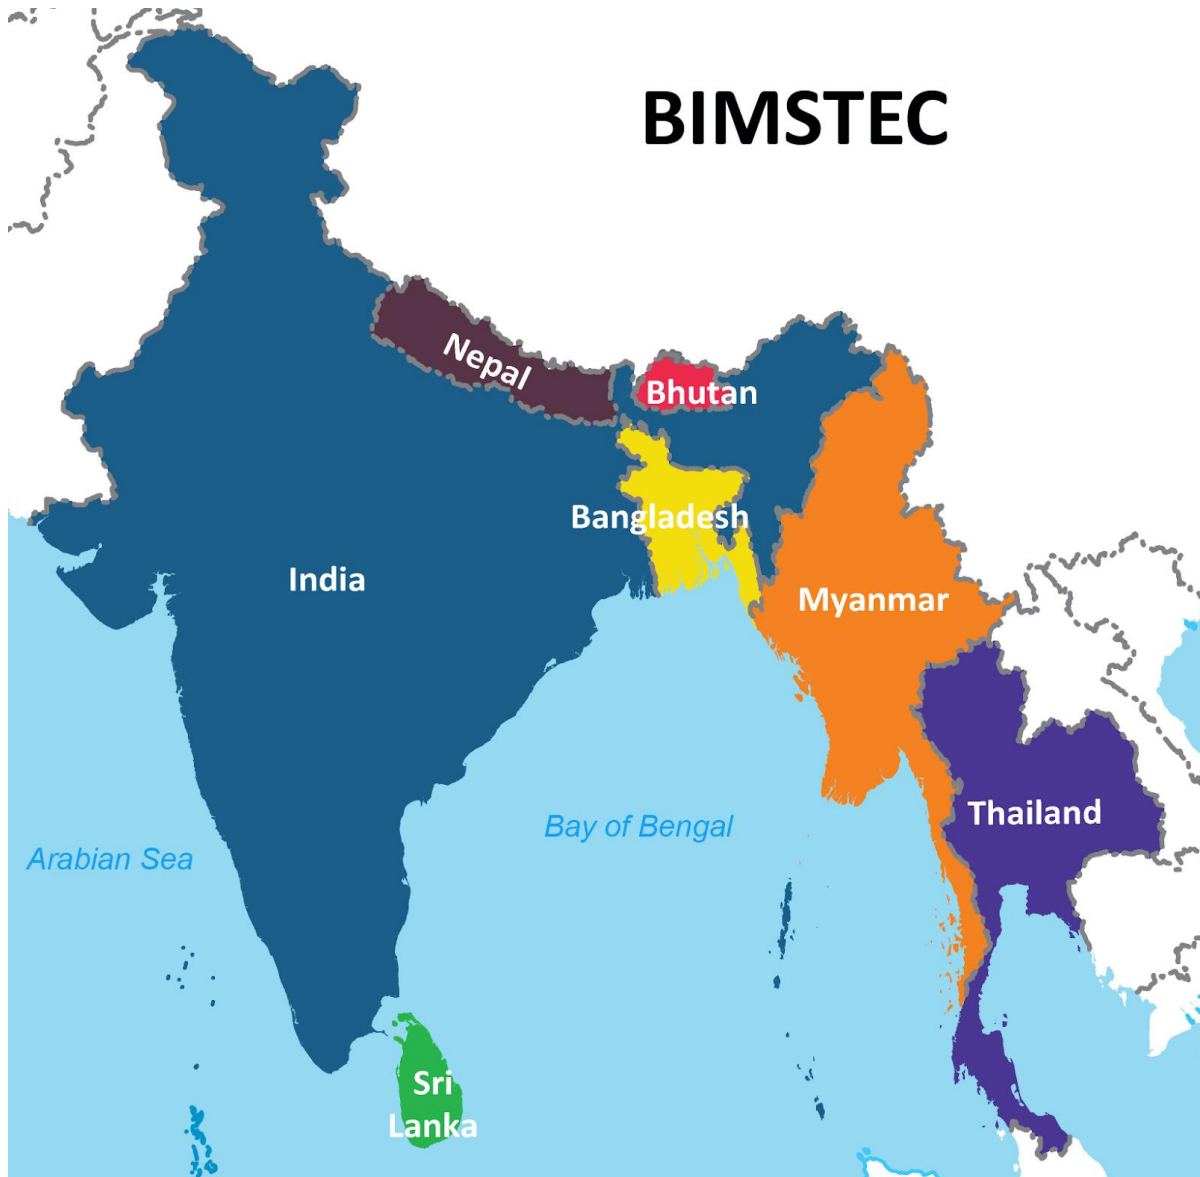 BIMSTEC
Nepal
Bhutan
Bangladesh
India
Myanmar
Thailand
Bay of Bengal
Arabian Sea
Sri
Lanka